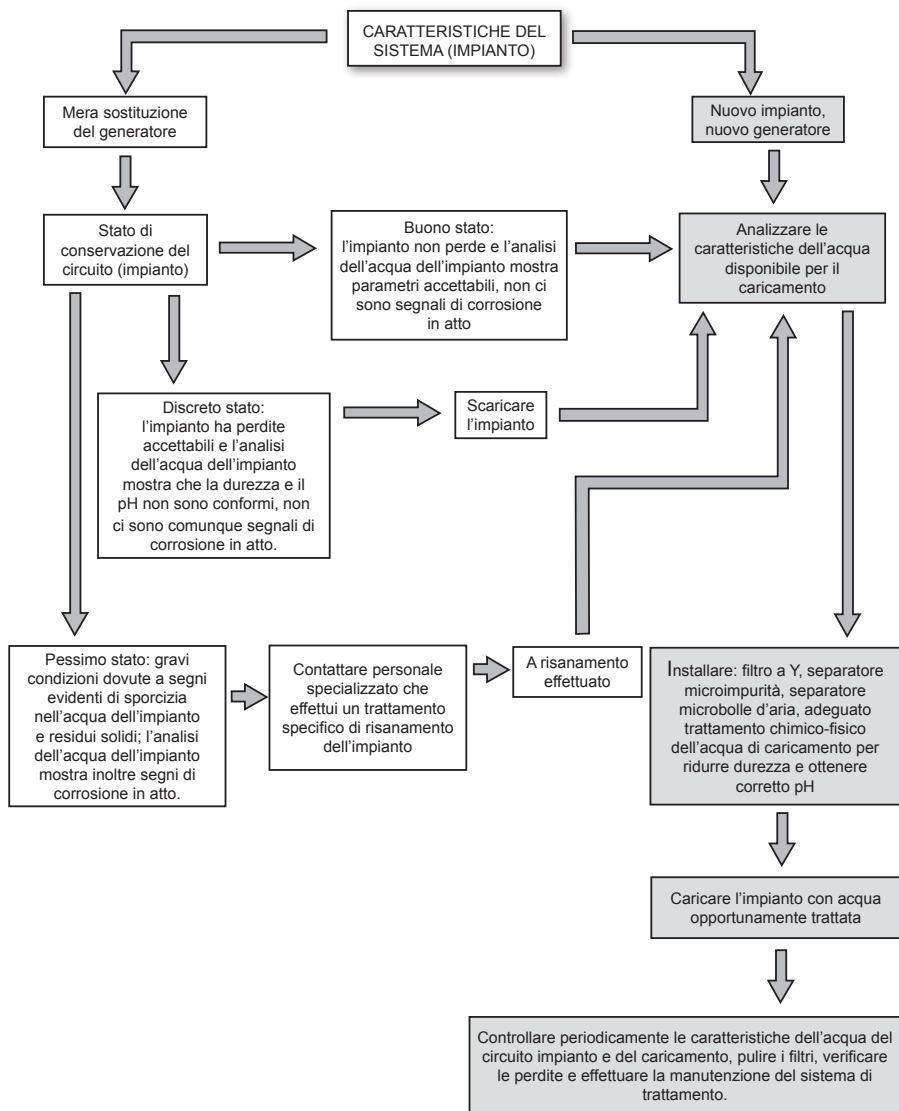 CARATTERISTICHE DEL
SISTEMA (IMPIANTO)
Mera sostituzione
del generatore
Nuovo impianto,
nuovo generatore
Stato di
conservazione del
circuito (impianto)
Buono stato:
l'impianto non perde e l'analisi
dell'acqua dell'impianto mostra
parametri accettabili, non ci
sono segnali di corrosione
in atto
Analizzare le
caratteristiche dell'acqua
disponibile per il
caricamento
Discreto stato:
l'impianto ha perdite
accettabili e l'analisi
dell'acqua dell'impianto
mostra che la durezza e il
pH non sono conformi, non
ci sono comunque segnali di
corrosione in atto.
Scaricare
l'impianto
Pessimo stato: gravi
condizioni dovute a segni
evidenti di sporcizia
nell'acqua dell'impianto
e residui solidi; l'analisi
dell'acqua dell'impianto
mostra inoltre segni di
corrosione in atto.
Contattare personale
specializzato che
effettui un trattamento
specifico di risanamento
dell'impianto
A risanamento
effettuato
Installare: filtro a Y, separatore
microimpurità, separatore
microbolle d'aria, adeguato
trattamento chimico-fisico
dell'acqua di caricamento per
ridurre durezza e ottenere
corretto pH
Caricare l'impianto con acqua
opportunamente trattata
Controllare periodicamente le caratteristiche dell'acqua del
circuito impianto e del caricamento, pulire i filtri, verificare
le perdite e effettuare la manutenzione del sistema di
trattamento.